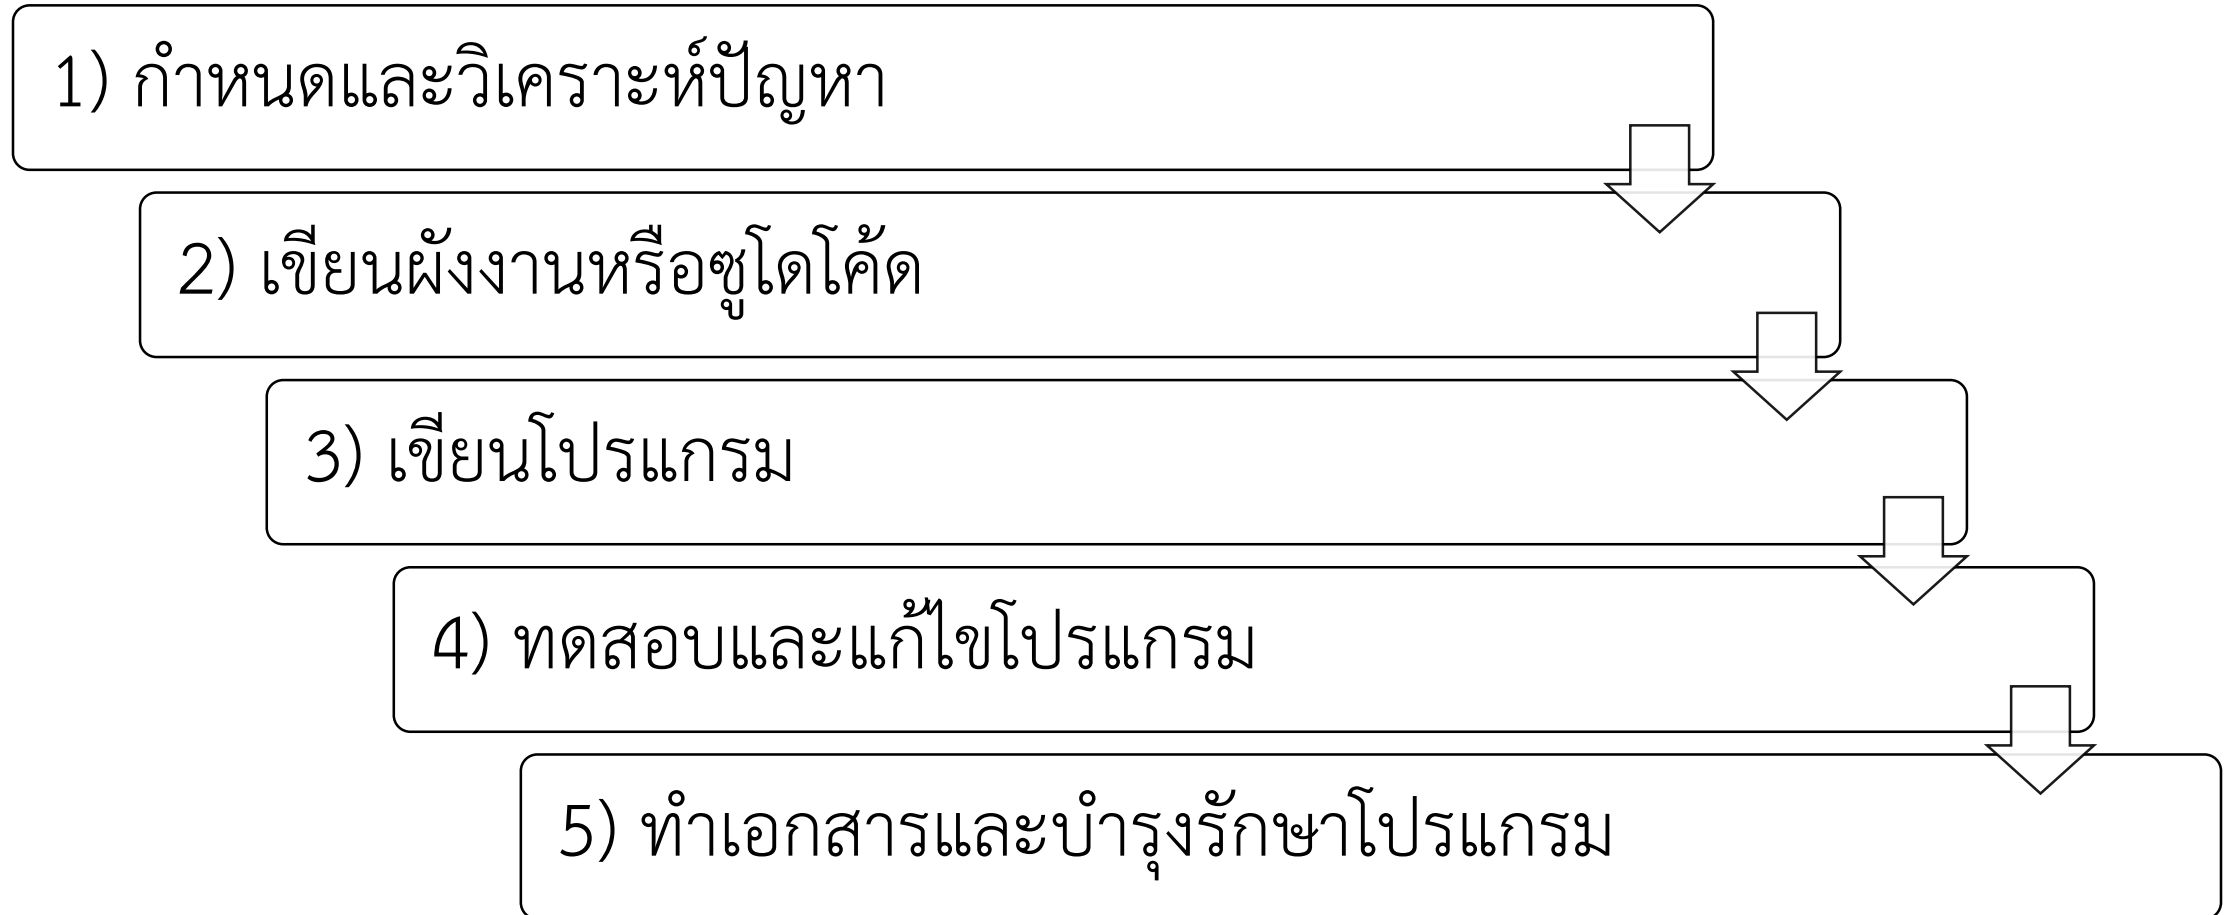 1) กำหนดและวิเคราะห์ปัญหา
2) เขียนผังงานหรือซูโดโค้ด
3) เขียนโปรแกรม
4) ทดสอบและแก้ไขโปรแกรม
5) ทำเอกสารและบำรุงรักษาโปรแกรม